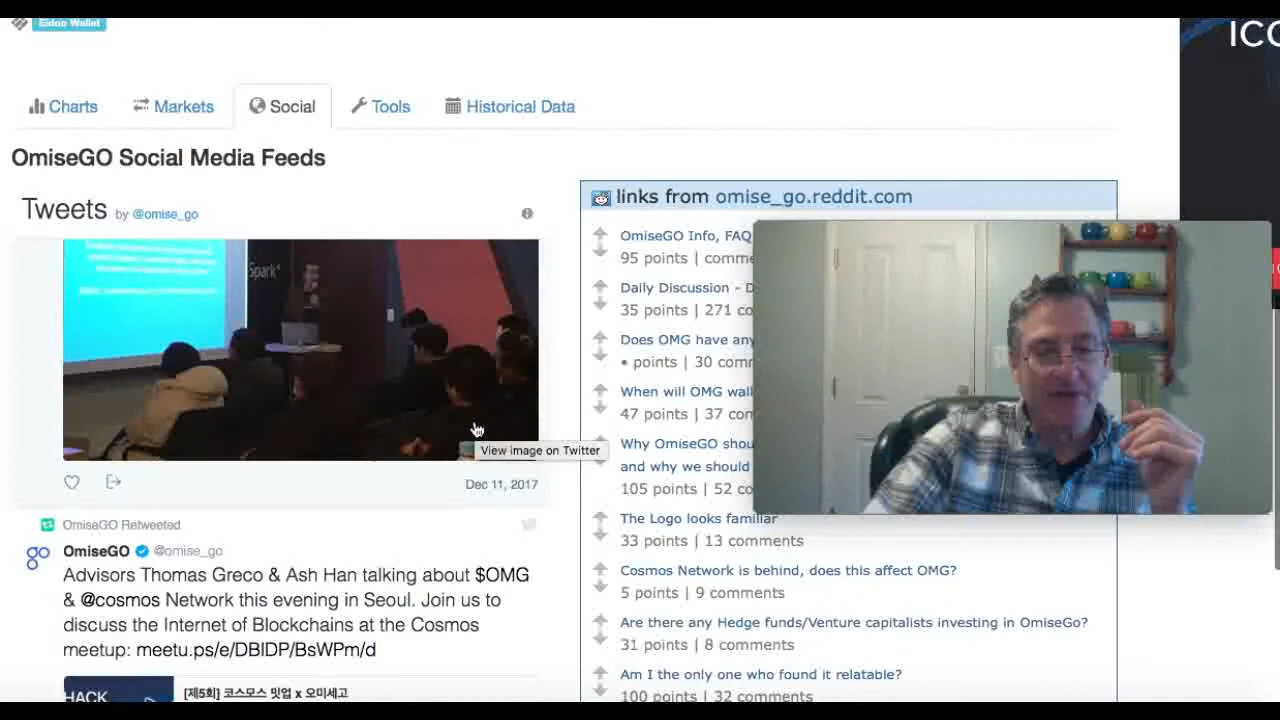 Eidoo Wallet
ICO
Charts
Markets
Social
Tools
Historical Data
OmiseGO Social Media Feeds
Tweets by @omise_go
Spark
View image on Twitter
Dec 11, 2017
OmiseGO Retweeted
OmiseGO @omise_go
Advisors Thomas Greco & Ash Han talking about $OMG
& @cosmos Network this evening in Seoul. Join us to
discuss the Internet of Blockchains at the Cosmos
meetup: meetu.ps/e/DBlDP/BsWPm/d
HACK
[제5회] 코스모스 밋업 x 오미세고
links from omise_go.reddit.com
OmiseGO Info, FAQ
95 points | comme
Daily Discussion - D
35 points | 271 co
Does OMG have any
• points | 30 comm
When will OMG wall
47 points | 37 com
Why OmiseGO shou
and why we should
105 points | 52 co
The Logo looks familiar
33 points | 13 comments
Cosmos Network is behind, does this affect OMG?
5 points | 9 comments
Are there any Hedge funds/Venture capitalists investing in OmiseGo?
31 points | 8 comments
Am I the only one who found it relatable?
100 points | 32 comments